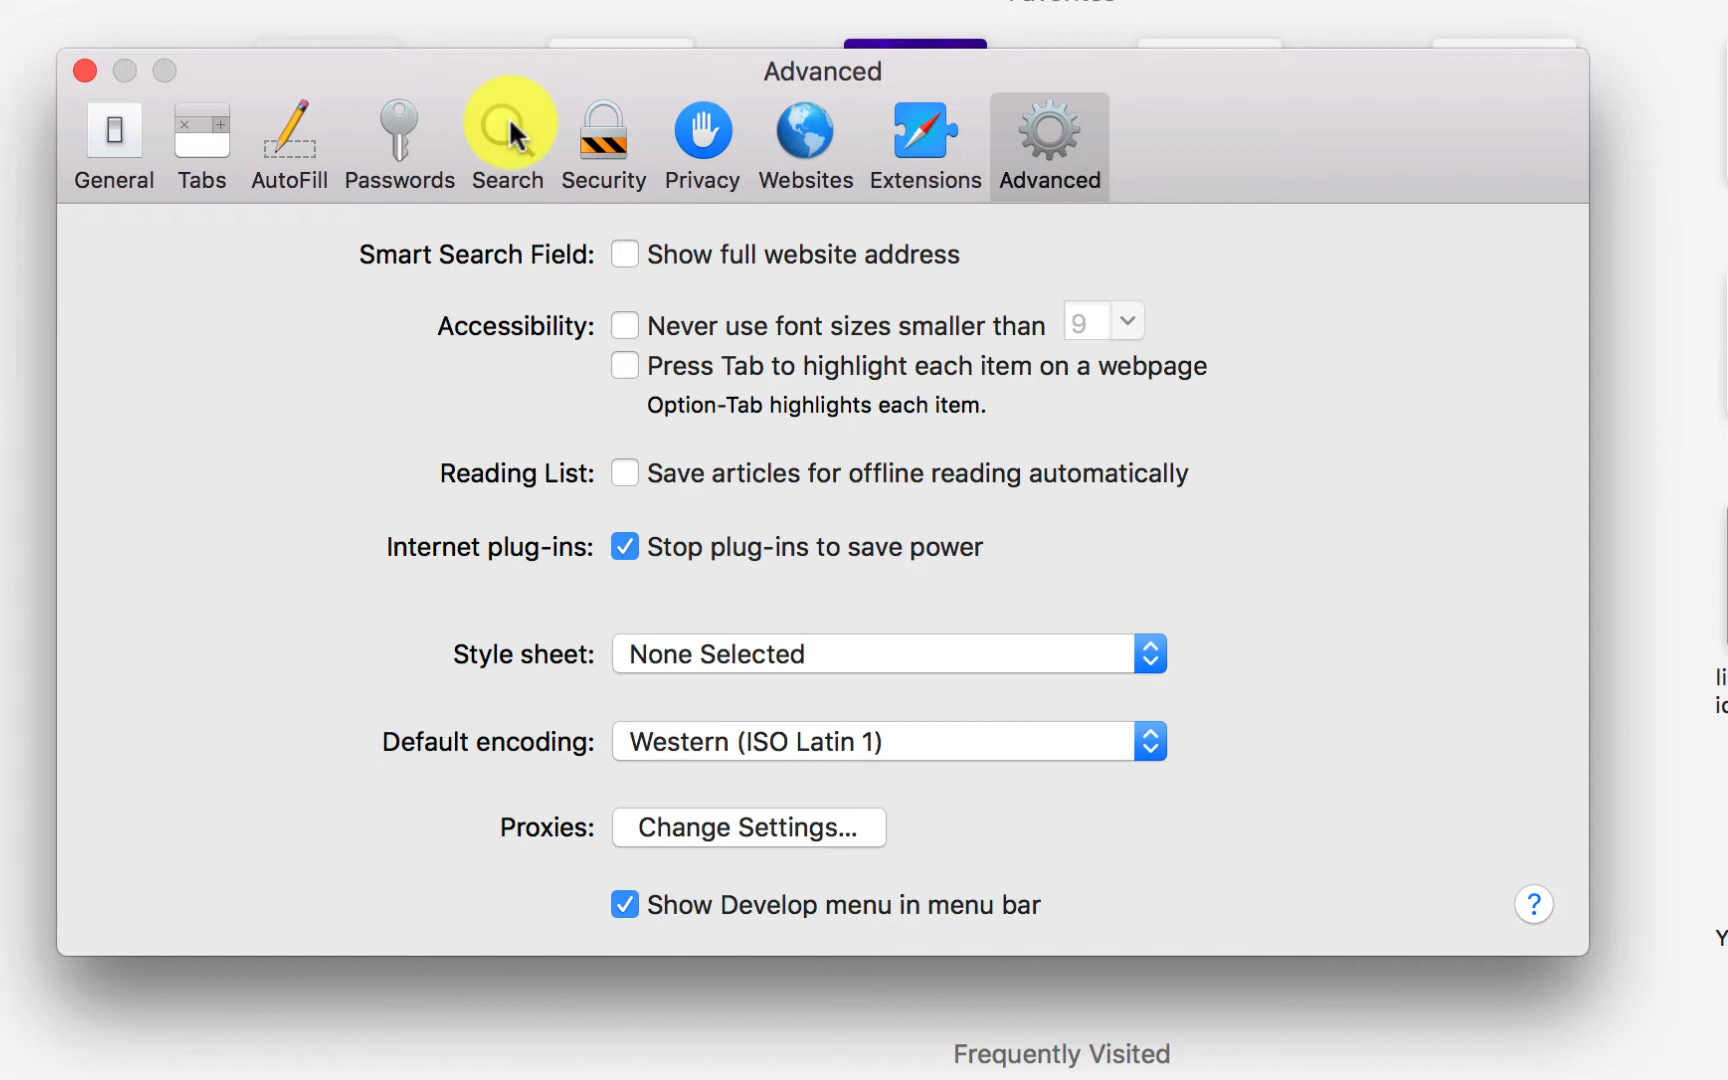 Advanced
General Tabs AutoFill Passwords Search Security Privacy Websites Extensions Advanced
Smart Search Field: Show full website address
Accessibility: Never use font sizes smaller than 9
Press Tab to highlight each item on a webpage
Option-Tab highlights each item.
Reading List: Save articles for offline reading automatically
Internet plug-ins: Stop plug-ins to save power
Style sheet: None Selected
Default encoding: Western (ISO Latin 1)
Proxies: Change Settings...
Show Develop menu in menu bar
?
Frequently Visited